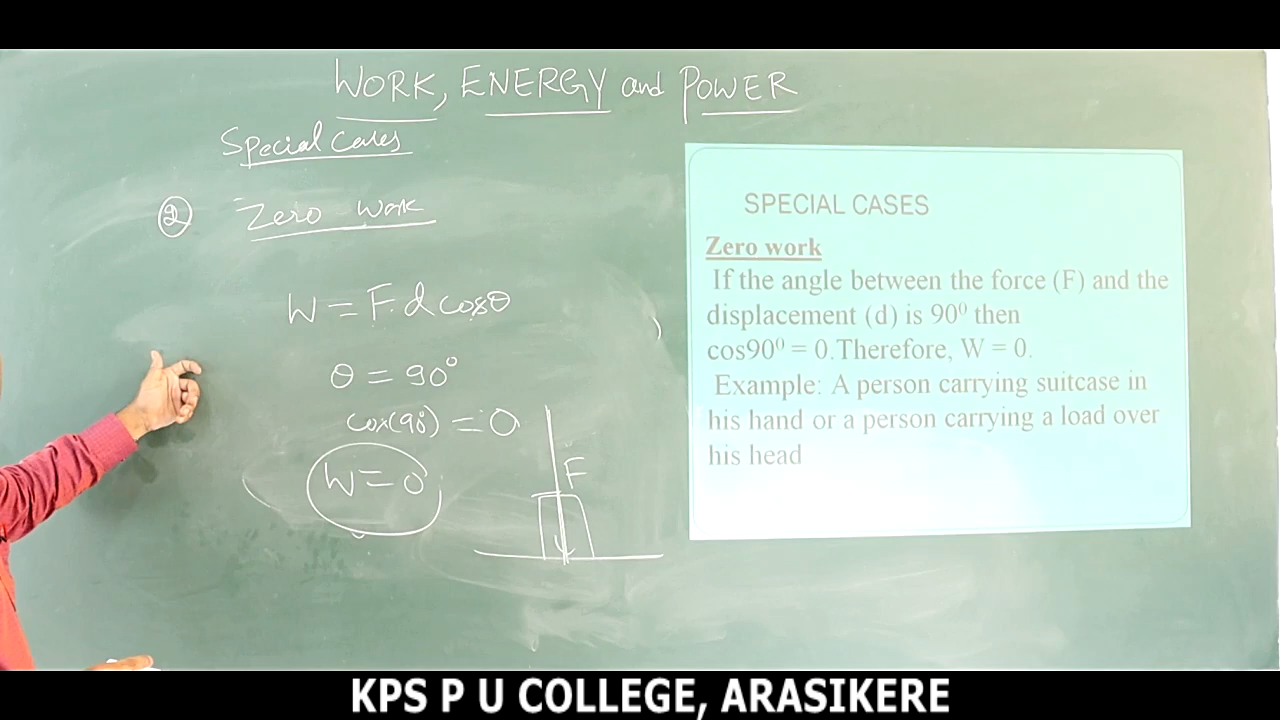 WORK, ENERGY and POWER
Special Cases
② Zero work
W = F. d cosθ
θ = 90°
cos(90°) = 0
W = 0
F
SPECIAL CASES
Zero work
If the angle between the force (F) and the
displacement (d) is 90⁰ then
cos90⁰ = 0.Therefore, W = 0.
Example: A person carrying suitcase in
his hand or a person carrying a load over
his head
KPS P U COLLEGE, ARASIKERE